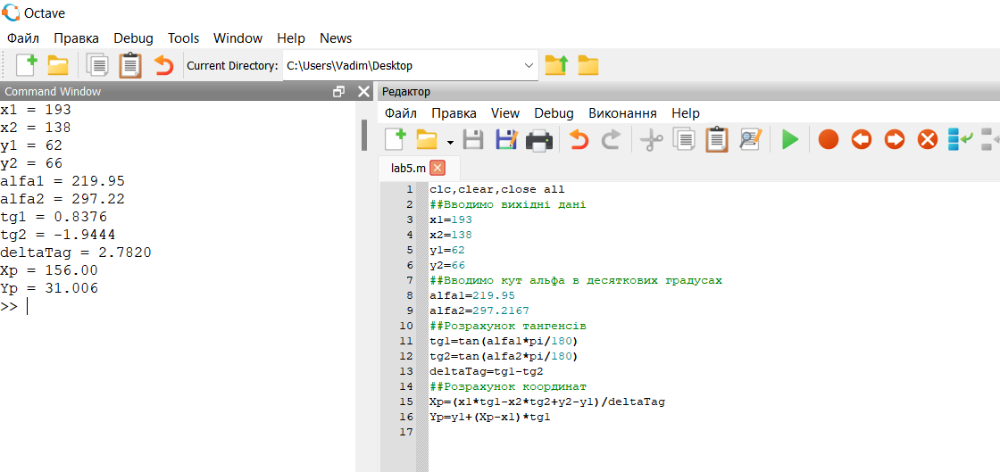 Octave
Файл Правка Debug Tools Window Help News
Current Directory: C:\Users\Vadim\Desktop
Command Window
x1 = 193
x2 = 138
y1 = 62
y2 = 66
alfa1 = 219.95
alfa2 = 297.22
tg1 = 0.8376
tg2 = -1.9444
deltaTag = 2.7820
Xp = 156.00
Yp = 31.006
>>
Редактор
Файл Правка View Debug Виконання Help
lab5.m
1 clc,clear,close all
2 ##Вводимо вихідні дані
3 x1=193
4 x2=138
5 y1=62
6 y2=66
7 ##Вводимо кут альфа в десяткових градусах
8 alfa1=219.95
9 alfa2=297.2167
10 ##Розрахунок тангенсів
11 tg1=tan(alfa1*pi/180)
12 tg2=tan(alfa2*pi/180)
13 deltaTag=tg1-tg2
14 ##Розрахунок координат
15 Xp=(x1*tg1-x2*tg2+y2-y1)/deltaTag
16 Yp=y1+(Xp-x1)*tg1
17